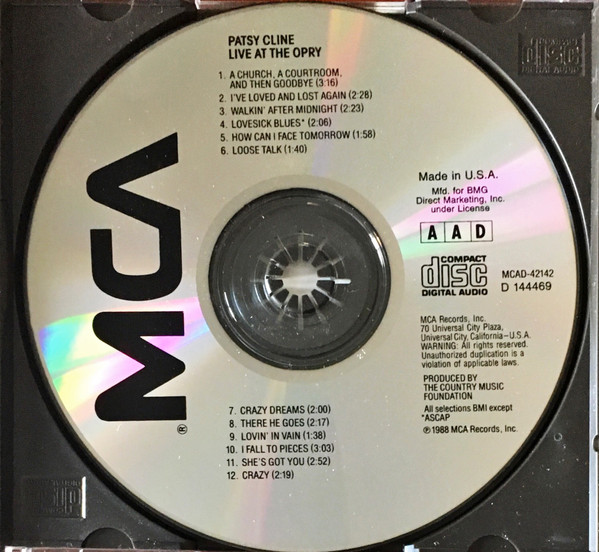 PATSY CLINE
LIVE AT THE OPRY
1. A CHURCH, A COURTROOM,
AND THEN GOODBYE (3:16)
2. I'VE LOVED AND LOST AGAIN (2:28)
3. WALKIN' AFTER MIDNIGHT (2:23)
4. LOVESICK BLUES* (2:06)
5. HOW CAN I FACE TOMORROW (1:58)
6. LOOSE TALK (1:40)
MCA
®
Made in U.S.A.
Mfd. for BMG
Direct Marketing, Inc.
under License
A A D
COMPACT
disc
DIGITAL AUDIO
MCAD-42142
D 144469
MCA Records, Inc.
70 Universal City Plaza,
Universal City, California-U.S.A.
WARNING: All rights reserved.
Unauthorized duplication is a
violation of applicable laws.
PRODUCED BY
THE COUNTRY MUSIC
FOUNDATION
All selections BMI except
*ASCAP
℗1988 MCA Records, Inc.
7. CRAZY DREAMS (2:00)
8. THERE HE GOES (2:17)
9. LOVIN' IN VAIN (1:38)
10. I FALL TO PIECES (3:03)
11. SHE'S GOT YOU (2:52)
12. CRAZY (2:19)
disc
DIGITAL AUDIO